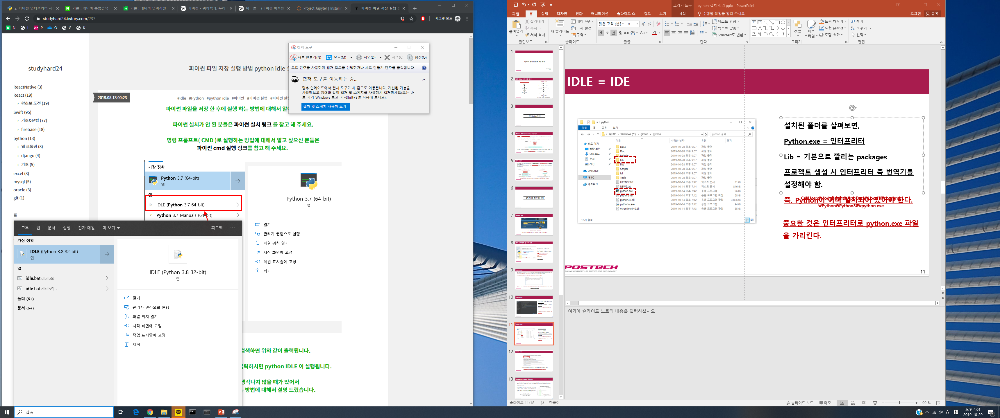 2. 파이썬 인터프리터 사
기본 : 네이버 통합검색
기본 : 네이버 영어사전
파이썬 - 위키백과, 우리
아나콘다 (파이썬 배포판
Project Jupyter | Installin
파이썬 파일 저장 실행 방
studyhard24.tistory.com/237
시크릿 모드
N L P O G K
studyhard24
ReactNative (3)
React (19)
왕초보 도전 (19)
Swift (95)
기초&문법 (77)
firebase (18)
python (13)
웹 크롤링 (3)
django (4)
기초 (5)
excel (3)
mysql (5)
oracle (3)
git (1)
홈
파이썬 파일 저장 실행 방법 python idle
2019.05.13 00:23
#idle #Python #python idle #파이썬 #파이썬 실행 #파이썬 실행
파이썬 파일을 저장 한 후에 실행 하는 방법에 대해서 알
파이썬 설치가 안 된 분들은 파이썬 설치 링크 를 참고 해 주세요.
명령 프롬프트( CMD )로 실행하는 방법에 대해서 알고 싶으신 분들은
파이썬 cmd 실행 링크를 참고 해 주세요.
가장 정확
Python 3.7 (64-bit)
앱
앱
IDLE (Python 3.7 64-bit)
Python 3.7 Manuals (64-bit)
Python 3.7 (64-bit)
앱
열기
관리자 권한으로 실행
파일 위치 열기
시작 화면에 고정
작업 표시줄에 고정
제거
검색하면 위와 같이 출력됩니다.
클릭하시면 python IDLE 이 실행됩니다.
생각나지 않을 때가 있어서
는 방법에 대해서 설명 드렸습니다.
캡처 도구
새로 만들기(N) 모드(M) 지연(D) 취소(C) 옵션(O)
모드 단추를 사용하여 캡처 모드를 선택하거나 새로 만들기 단추를 클릭합니다.
캡처 도구를 이동하는 중...
향후 업데이트에서 캡처 도구가 새 홈으로 이동됩니다. 개선된 기능을
사용해보고 원래와 같이 캡처 및 스케치를 사용해서 캡처하세요(또는 바
로 가기 Windows 로고 키+Shift+S를 사용해 보세요).
캡처 및 스케치 사용해 보기
모두 앱 문서 설정 전자 메일 더 보기 피드백 ...
가장 정확
IDLE (Python 3.8 32-bit)
앱
앱
idle.batidlelib의 -
idle.batidlelib의 -
폴더 (6+)
문서 (6+)
IDLE (Python 3.8 32-bit)
앱
열기
관리자 권한으로 실행
파일 위치 열기
시작 화면에 고정
작업 표시줄에 고정
제거
idle
그리기 도구
python 설치 정리.pptx - PowerPoint
파일 홈 삽입 디자인 전환 애니메이션 슬라이드 쇼 검토 보기 서식 수행할 작업을 알려 주세요.
로그인 공유
붙여넣기
잘라내기
복사
서식 복사
클립보드
새 슬라이드
레이아웃
다시 설정
구역
슬라이드
맑은 고딕 (본 18
글꼴
텍스트 방향
텍스트 맞춤
SmartArt로 변환
단락
정렬
빠른 스타일
도형 채우기
도형 윤곽선
도형 효과
그리기
찾기
바꾸기
선택
편집
1
2
3
4
5
6
7
8
9
10
11
12
13
IDLE = IDE
python
파일 홈 공유 보기
내 PC Windows (C:) github python
python 검색
이름 수정한 날짜 유형 크기
바로 가기
바탕 화면
다운로드
문서
사진
OneDrive
내 PC
네트워크
DLLs 2019-10-28 오후 9:07 파일 폴더
Doc 2019-10-28 오후 9:07 파일 폴더
include 2019-10-28 오후 9:07 파일 폴더
Lib 2019-10-28 오후 9:07 파일 폴더
libs 2019-10-28 오후 9:07 파일 폴더
Scripts 2019-10-28 오후 9:07 파일 폴더
tcl 2019-10-28 오후 9:07 파일 폴더
Tools 2019-10-28 오후 9:07 파일 폴더
LICENSE.txt 2019-10-14 오후 7:42 텍스트 문서 31KB
NEWS.txt 2019-10-14 오후 7:44 텍스트 문서 846KB
python.exe 2019-10-14 오후 7:42 응용 프로그램 96KB
python3.dll 2019-10-14 오후 7:42 응용 프로그램 확장 58KB
python38.dll 2019-10-14 오후 7:42 응용 프로그램 확장 3,826KB
pythonw.exe 2019-10-14 오후 7:42 응용 프로그램 94KB
vcruntime140.dll 2019-10-14 오후 7:43 응용 프로그램 확장 85KB
15개 항목
설치된 폴더를 살펴보면,
Python.exe = 인터프리터
Lib = 기본으로 깔리는 packages
프로젝트 생성 시 인터프리터 즉 번역기를
설정해야 함.
즉, Python이 이미 설치되어 있어야 한다.
₩Python₩Python36₩python.exe
중요한 것은 인터프리터로 python.exe 파일
을 가리킨다.
POSTECH
POHANG UNIVERSITY OF SCIENCE AND TECHNOLOGY
11
여기에 슬라이드 노트의 내용을 입력하십시오
슬라이드 11/18 한국어
슬라이드 노트 메모 99 %
A 한
오후 4:01
2019-10-29
4